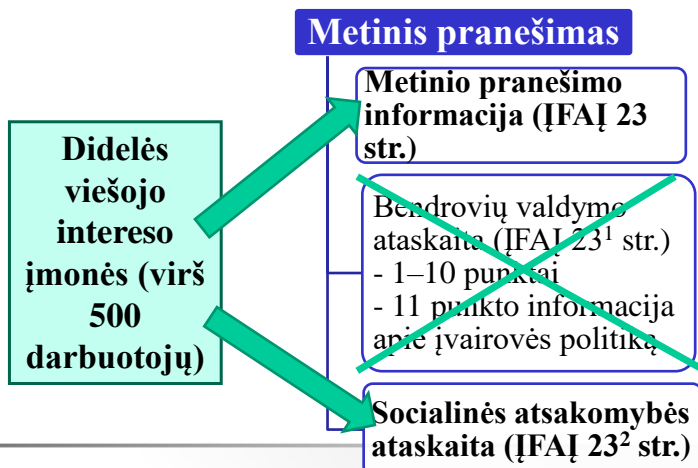 Metinis pranešimas
Metinio pranešimo
informacija (ĮFAĮ 23
str.)
Didelės
viešojo
intereso
įmonės (virš
500
darbuotojų)
Bendrovių valdymo
ataskaita (ĮFAĮ 23¹ str.)
- 1–10 punktai
- 11 punkto informacija
apie įvairovės politiką
Socialinės atsakomybės
ataskaita (ĮFAĮ 23² str.)